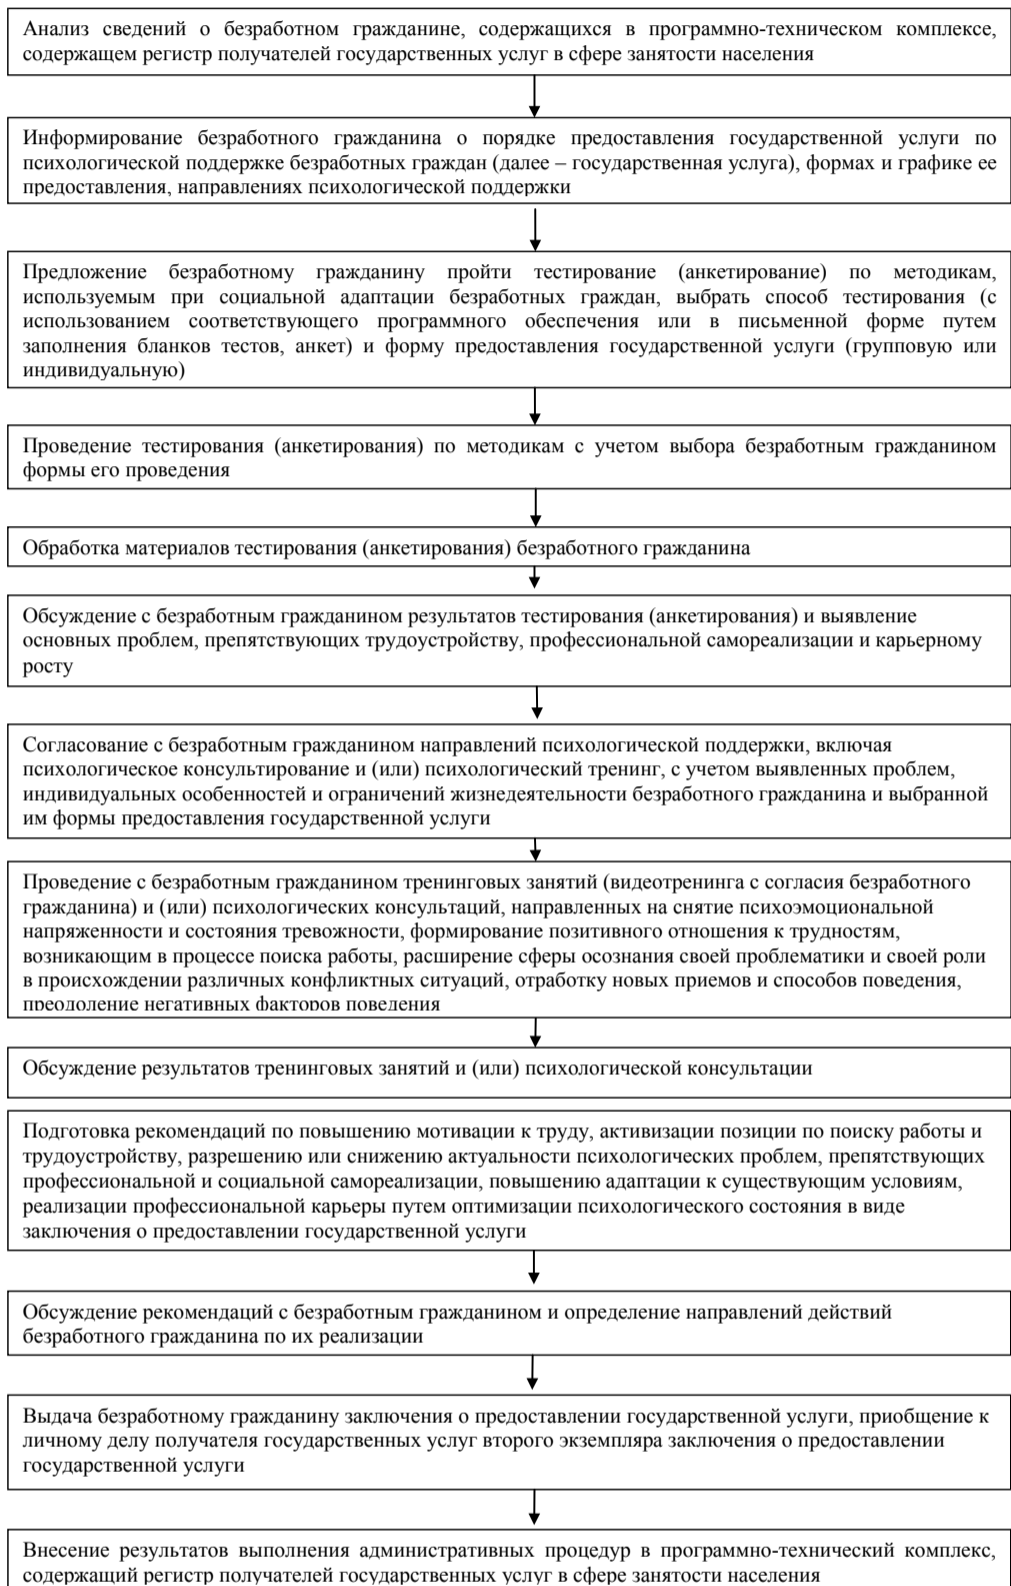 Анализ сведений о безработном гражданине, содержащихся в программно-техническом комплексе,
содержащем регистр получателей государственных услуг в сфере занятости населения
Информирование безработного гражданина о порядке предоставления государственной услуги по
психологической поддержке безработных граждан (далее – государственная услуга), формах и графике ее
предоставления, направлениях психологической поддержки
Предложение безработному гражданину пройти тестирование (анкетирование) по методикам,
используемым при социальной адаптации безработных граждан, выбрать способ тестирования (с
использованием соответствующего программного обеспечения или в письменной форме путем
заполнения бланков тестов, анкет) и форму предоставления государственной услуги (групповую или
индивидуальную)
Проведение тестирования (анкетирования) по методикам с учетом выбора безработным гражданином
формы его проведения
Обработка материалов тестирования (анкетирования) безработного гражданина
Обсуждение с безработным гражданином результатов тестирования (анкетирования) и выявление
основных проблем, препятствующих трудоустройству, профессиональной самореализации и карьерному
росту
Согласование с безработным гражданином направлений психологической поддержки, включая
психологическое консультирование и (или) психологический тренинг, с учетом выявленных проблем,
индивидуальных особенностей и ограничений жизнедеятельности безработного гражданина и выбранной
им формы предоставления государственной услуги
Проведение с безработным гражданином тренинговых занятий (видеотренинга с согласия безработного
гражданина) и (или) психологических консультаций, направленных на снятие психоэмоциональной
напряженности и состояния тревожности, формирование позитивного отношения к трудностям,
возникающим в процессе поиска работы, расширение сферы осознания своей проблематики и своей роли
в происхождении различных конфликтных ситуаций, отработку новых приемов и способов поведения,
преодоление негативных факторов поведения
Обсуждение результатов тренинговых занятий и (или) психологической консультации
Подготовка рекомендаций по повышению мотивации к труду, активизации позиции по поиску работы и
трудоустройству, разрешению или снижению актуальности психологических проблем, препятствующих
профессиональной и социальной самореализации, повышению адаптации к существующим условиям,
реализации профессиональной карьеры путем оптимизации психологического состояния в виде
заключения о предоставлении государственной услуги
Обсуждение рекомендаций с безработным гражданином и определение направлений действий
безработного гражданина по их реализации
Выдача безработному гражданину заключения о предоставлении государственной услуги, приобщение к
личному делу получателя государственных услуг второго экземпляра заключения о предоставлении
государственной услуги
Внесение результатов выполнения административных процедур в программно-технический комплекс,
содержащий регистр получателей государственных услуг в сфере занятости населения